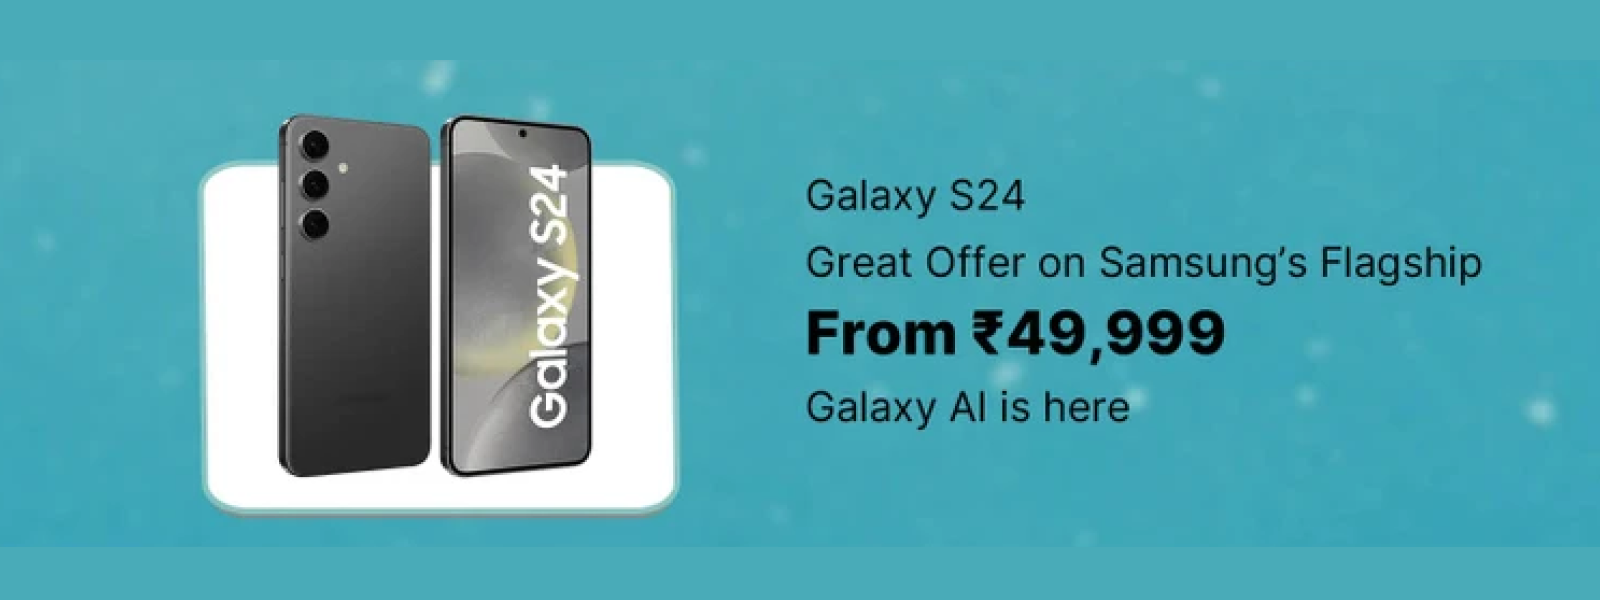 Galaxy S24
Galaxy S24
Great Offer on Samsung's Flagship
From ₹49,999
Galaxy AI is here